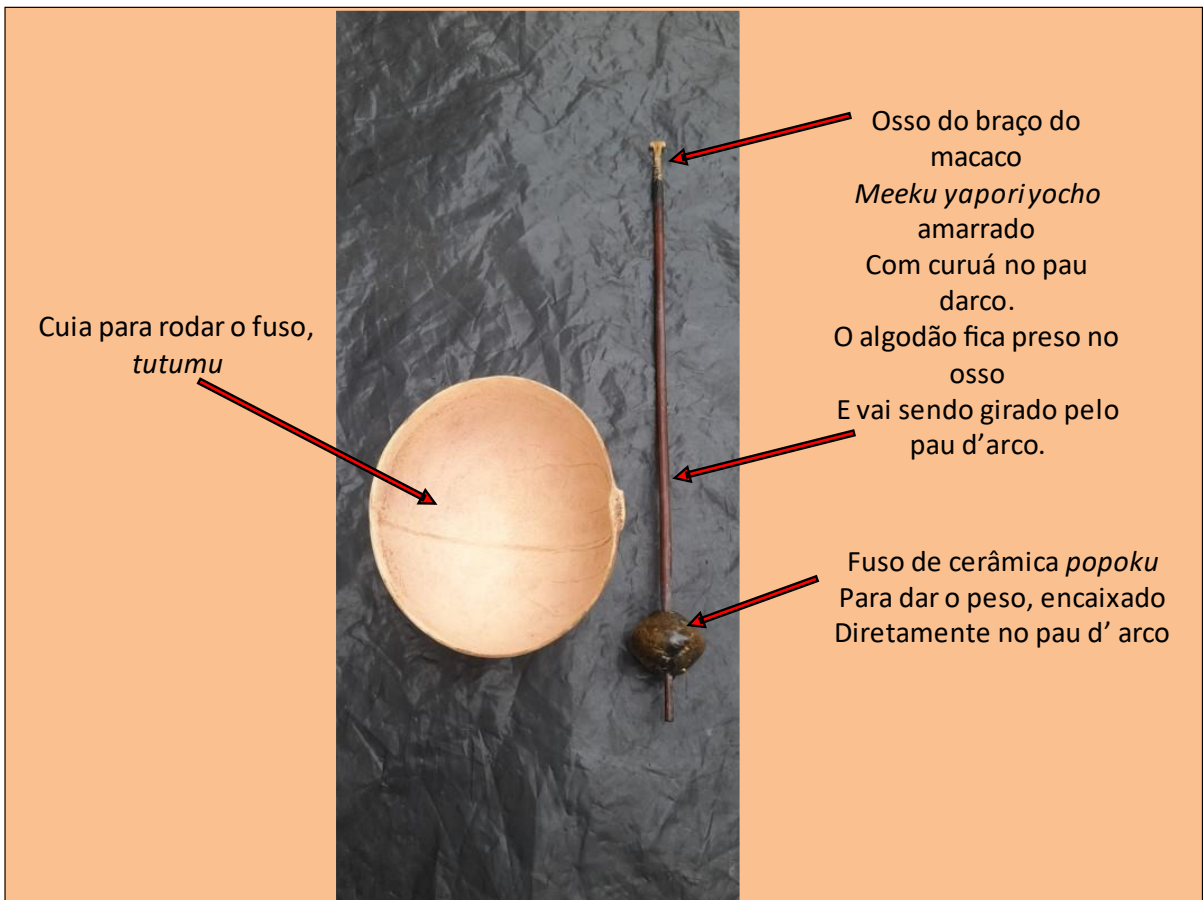 Cuia para rodar o fuso,
tutumu
Osso do braço do
macaco
Meeku yapori yocho
amarrado
Com curuá no pau
darco.
O algodão fica preso no
osso
E vai sendo girado pelo
pau d’arco.
Fuso de cerâmica popoku
Para dar o peso, encaixado
Diretamente no pau d’ arco